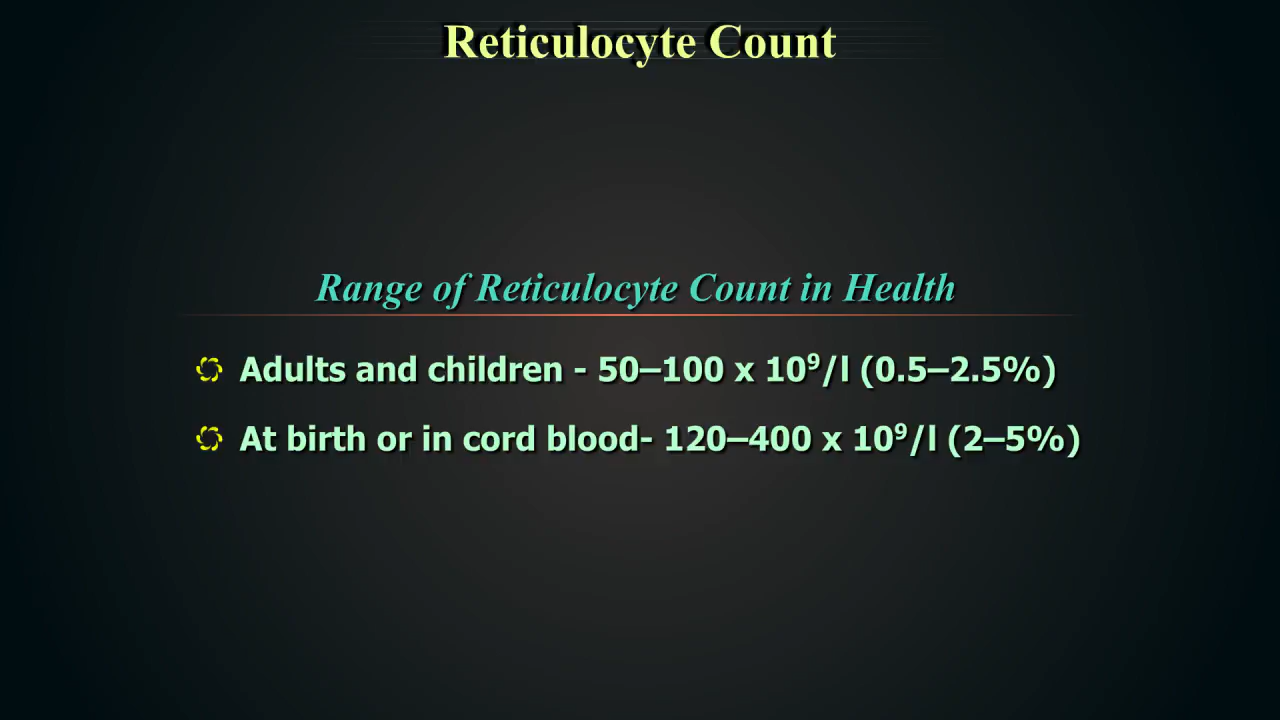 Reticulocyte Count
Range of Reticulocyte Count in Health
Adults and children - 50–100 x 10⁹/l (0.5–2.5%)
At birth or in cord blood- 120–400 x 10⁹/l (2–5%)